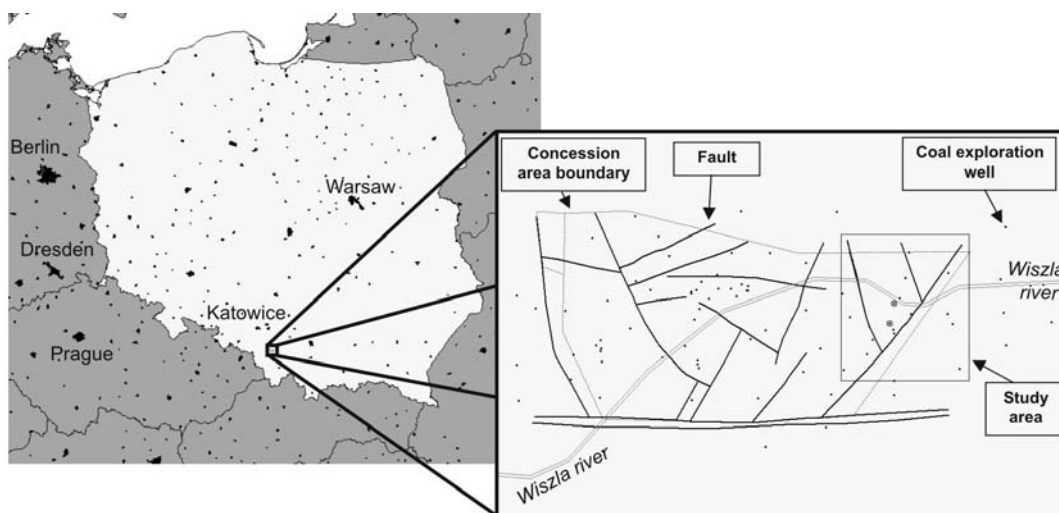 Berlin
Warsaw
Dresden
Katowice
Prague
Concession
area boundary
Fault
Coal exploration
well
Wiszla
river
Study
area
Wiszla river